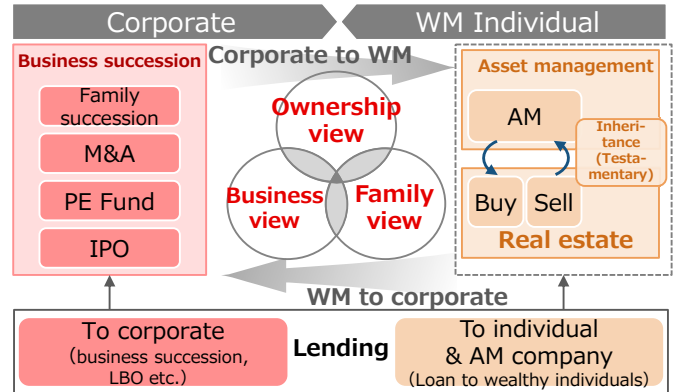 Corporate
WM Individual
Business succession
Family
succession
M&A
PE Fund
IPO
Corporate to WM
Ownership
view
Business
view
Family
view
WM to corporate
Asset management
AM
Inheri-
tance
(Testa-
mentary)
Buy
Sell
Real estate
To corporate
(business succession,
LBO etc.)
Lending
To individual
& AM company
(Loan to wealthy individuals)